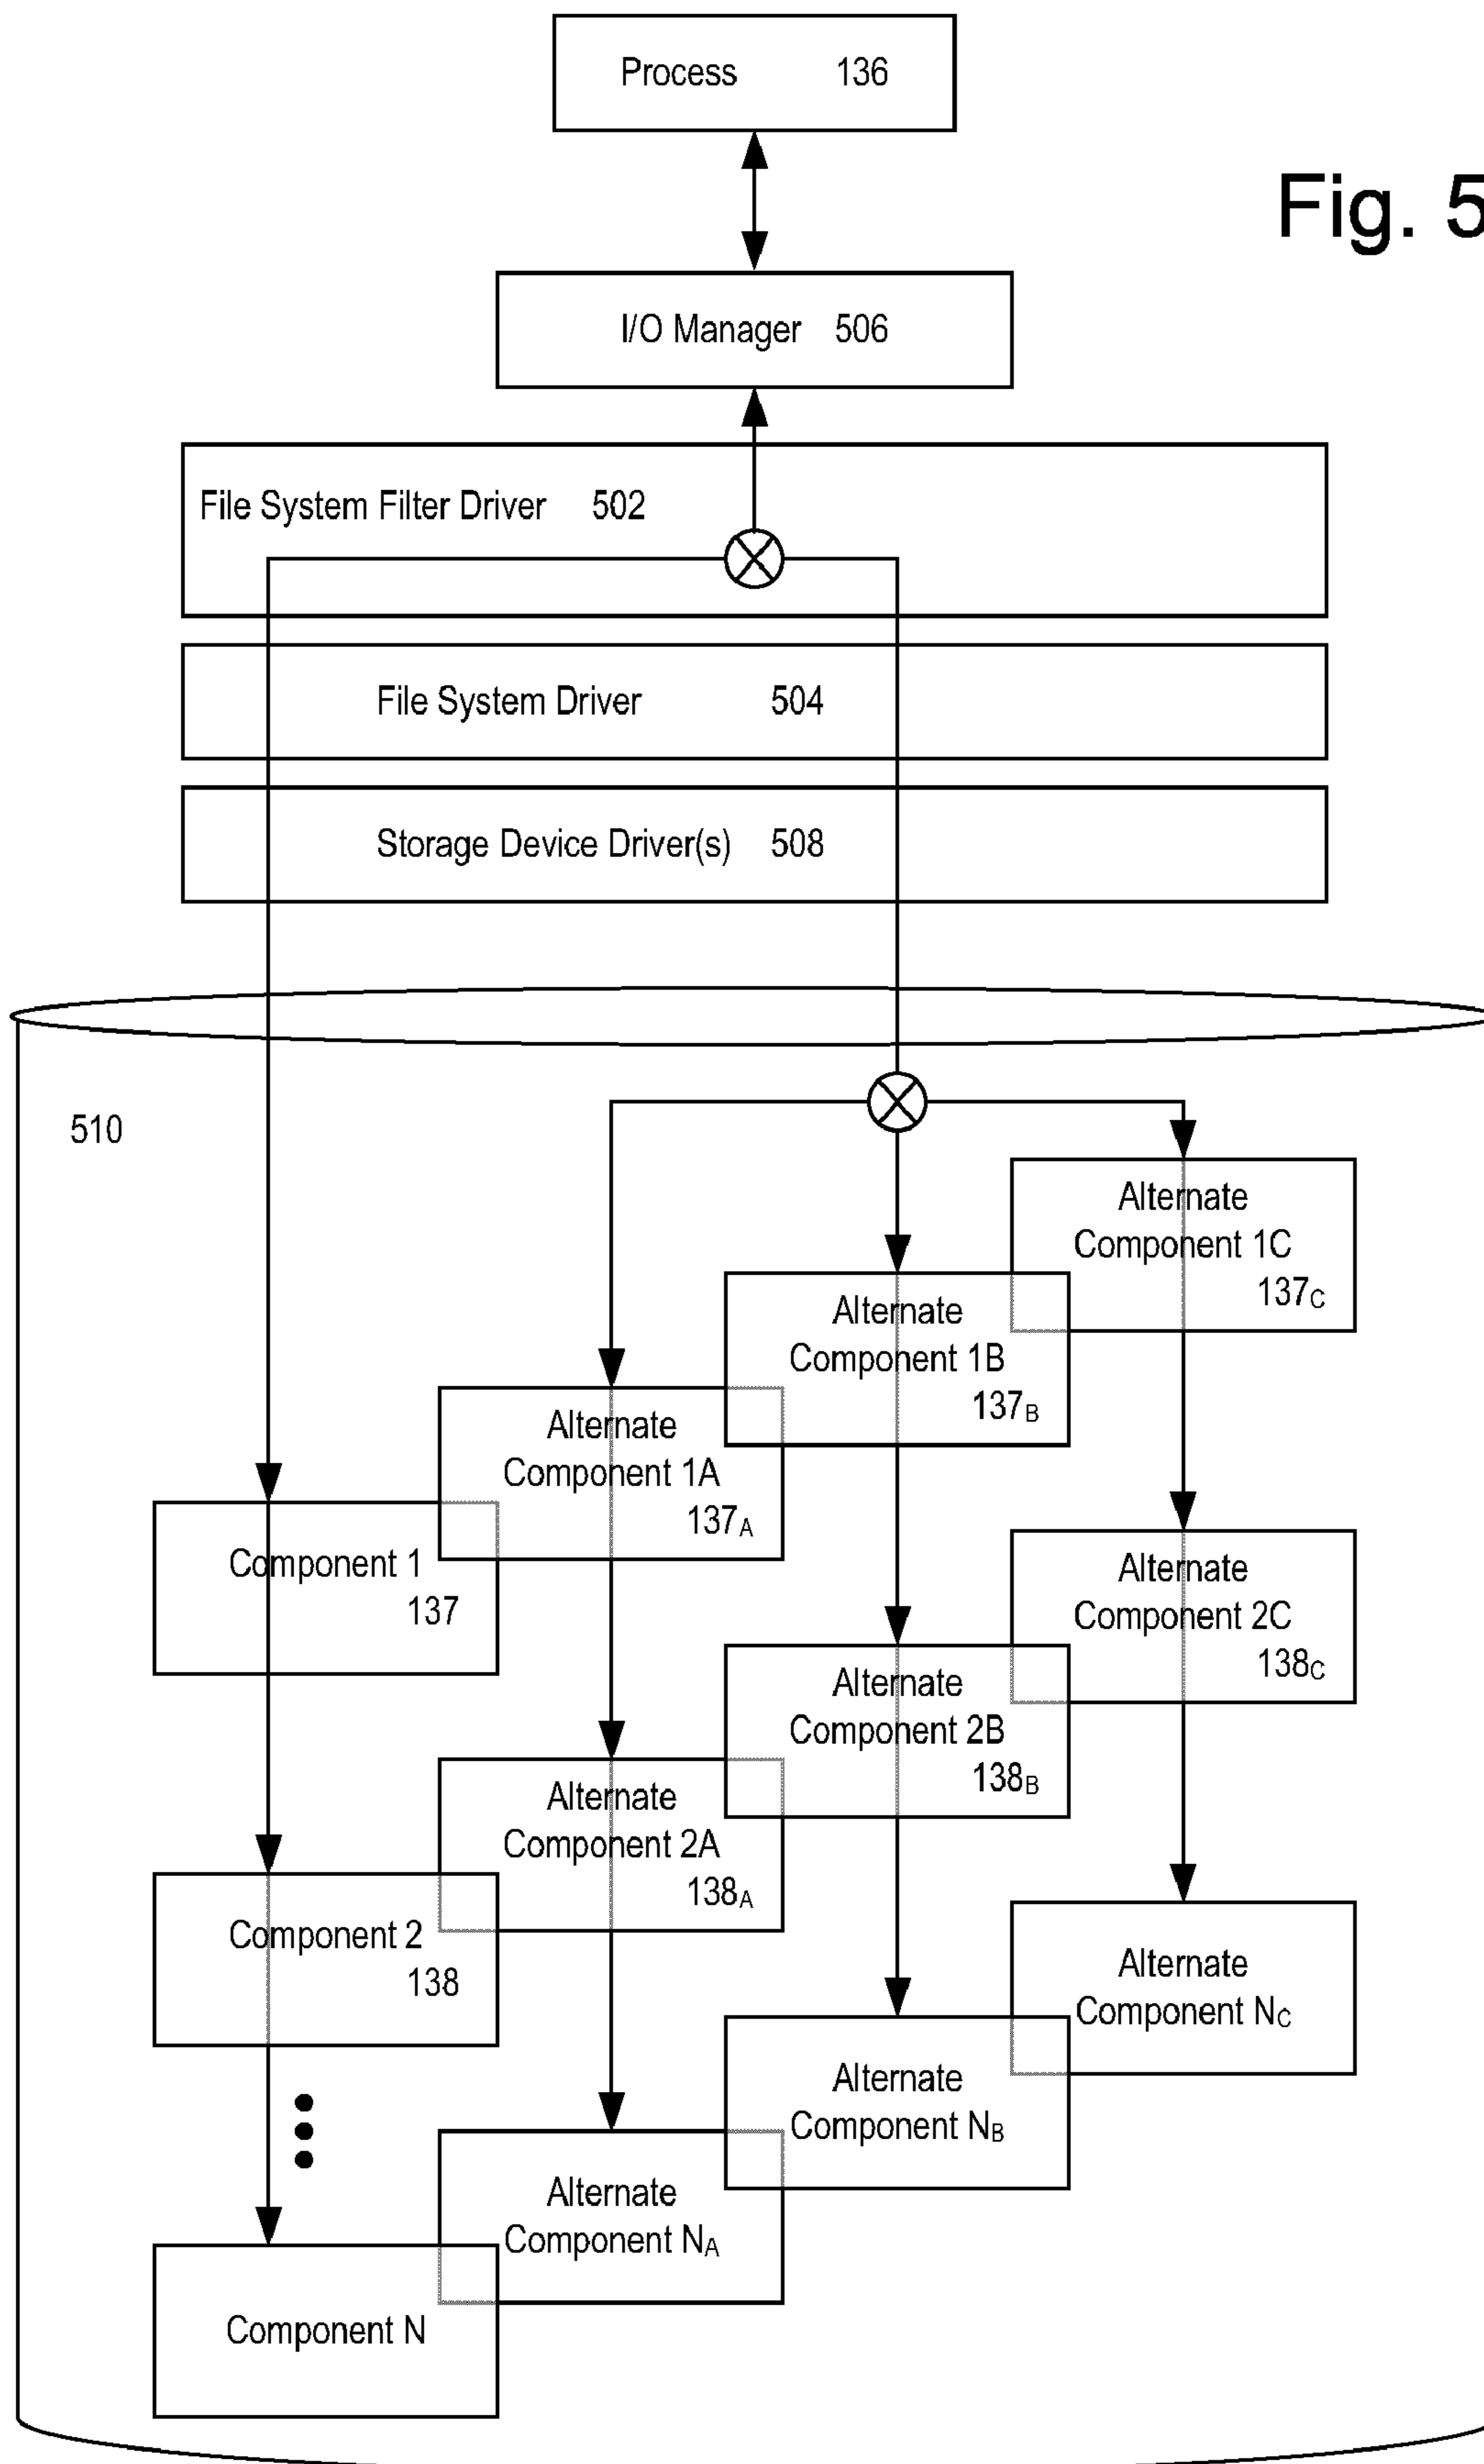 Process 136
Fig. 5
I/O Manager 506
File System Filter Driver 502
File System Driver 504
Storage Device Driver(s) 508
510
Alternate
Component 1C
137C
Alternate
Component 1B
137B
Alternate
Component 1A
137A
Component 1
137
Alternate
Component 2C
138C
Alternate
Component 2B
138B
Alternate
Component 2A
138A
Component 2
138
Alternate
Component NC
Alternate
Component NB
Alternate
Component NA
Component N